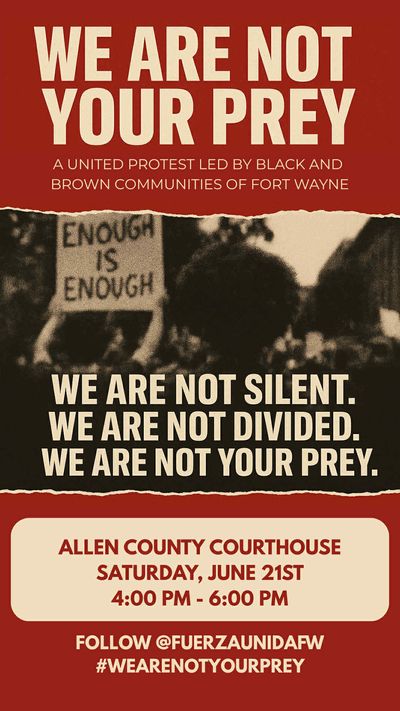 WE ARE NOT
YOUR PREY
A UNITED PROTEST LED BY BLACK AND
BROWN COMMUNITIES OF FORT WAYNE
ENOUGH
IS
ENOUGH
WE ARE NOT SILENT.
WE ARE NOT DIVIDED.
WE ARE NOT YOUR PREY.
ALLEN COUNTY COURTHOUSE
SATURDAY, JUNE 21ST
4:00 PM - 6:00 PM
FOLLOW @FUERZAUNIDAFW
#WEARENOTYOURPREY